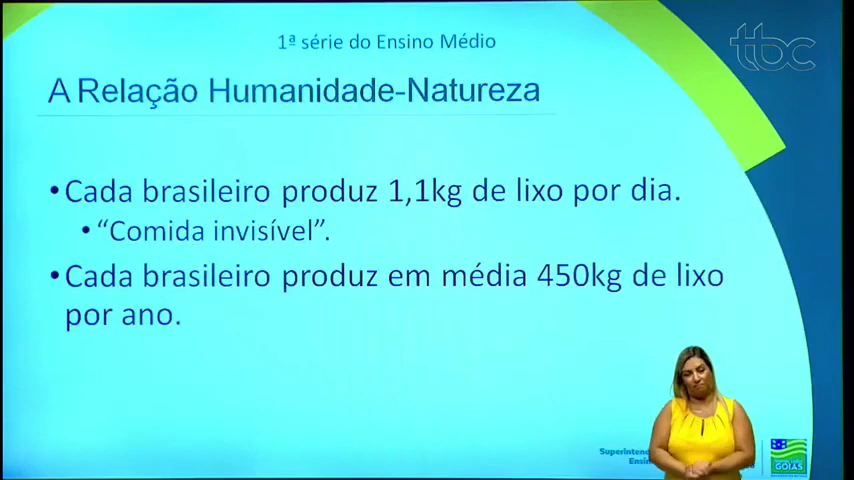 1ª série do Ensino Médio
ttbc
A Relação Humanidade-Natureza
•Cada brasileiro produz 1,1kg de lixo por dia.
•“Comida invisível”.
•Cada brasileiro produz em média 450kg de lixo
por ano.
GOIÁS